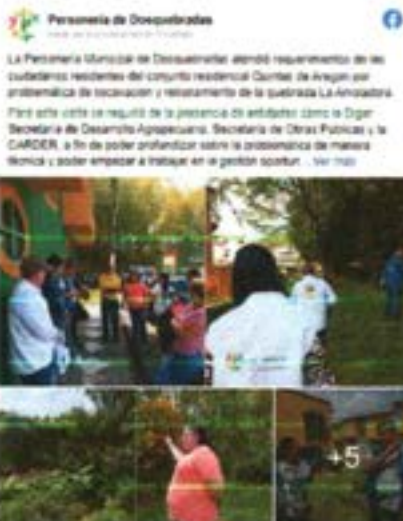 Personería de Dosquebradas
La Personería Municipal de Dosquebradas atendió requerimientos de los
ciudadanos residentes del conjunto residencial Quintas de Aragón por
problemática de socavación y represamiento de la quebrada La Amoladora.
Para esta visita se requirió de la presencia de entidades como la Diger
Secretaría de Desarrollo Agropecuario, Secretaría de Obras Públicas y la
CARDER, a fin de poder profundizar sobre la problemática de manera
técnica y poder empezar a trabajar en la gestión oportun... Ver más
+5